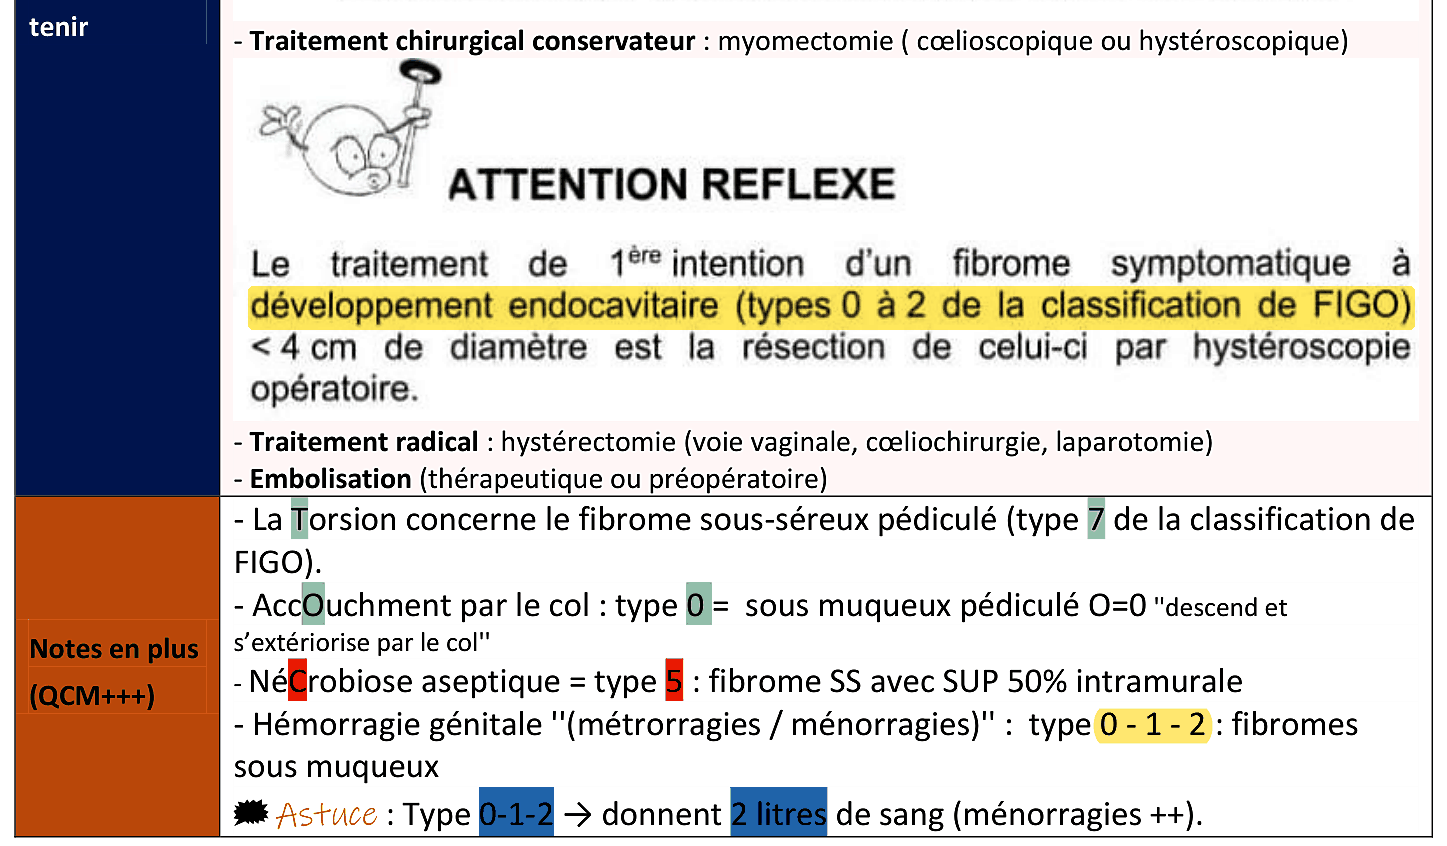 tenir
- Traitement chirurgical conservateur : myomectomie ( cœlioscopique ou hystéroscopique)
ATTENTION REFLEXE
Le traitement de 1ère intention d'un fibrome symptomatique à
développement endocavitaire (types 0 à 2 de la classification de FIGO)
< 4 cm de diamètre est la résection de celui-ci par hystéroscopie
opératoire.
- Traitement radical : hystérectomie (voie vaginale, cœliochirurgie, laparotomie)
- Embolisation (thérapeutique ou préopératoire)
Notes en plus
(QCM+++)
- La Torsion concerne le fibrome sous-séreux pédiculé (type 7 de la classification de
FIGO).
- AccOuchment par le col : type 0 = sous muqueux pédiculé O=0 "descend et
s’extériorise par le col"
- NéCrobiose aseptique = type 5 : fibrome SS avec SUP 50% intramurale
- Hémorragie génitale "(métrorragies / ménorragies)" : type 0 - 1 - 2 : fibromes
sous muqueux
Astuce : Type 0-1-2 → donnent 2 litres de sang (ménorragies ++).